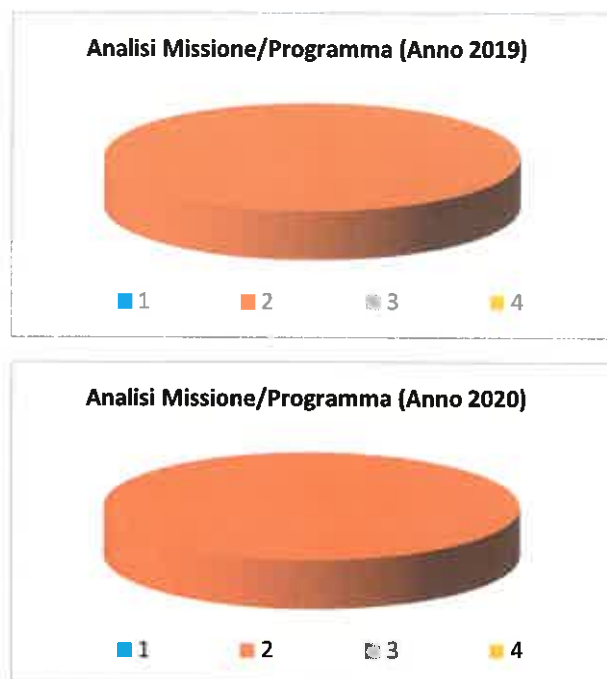 Analisi Missione/Programma (Anno 2019)
1 2 3 4
Analisi Missione/Programma (Anno 2020)
1 2 3 4